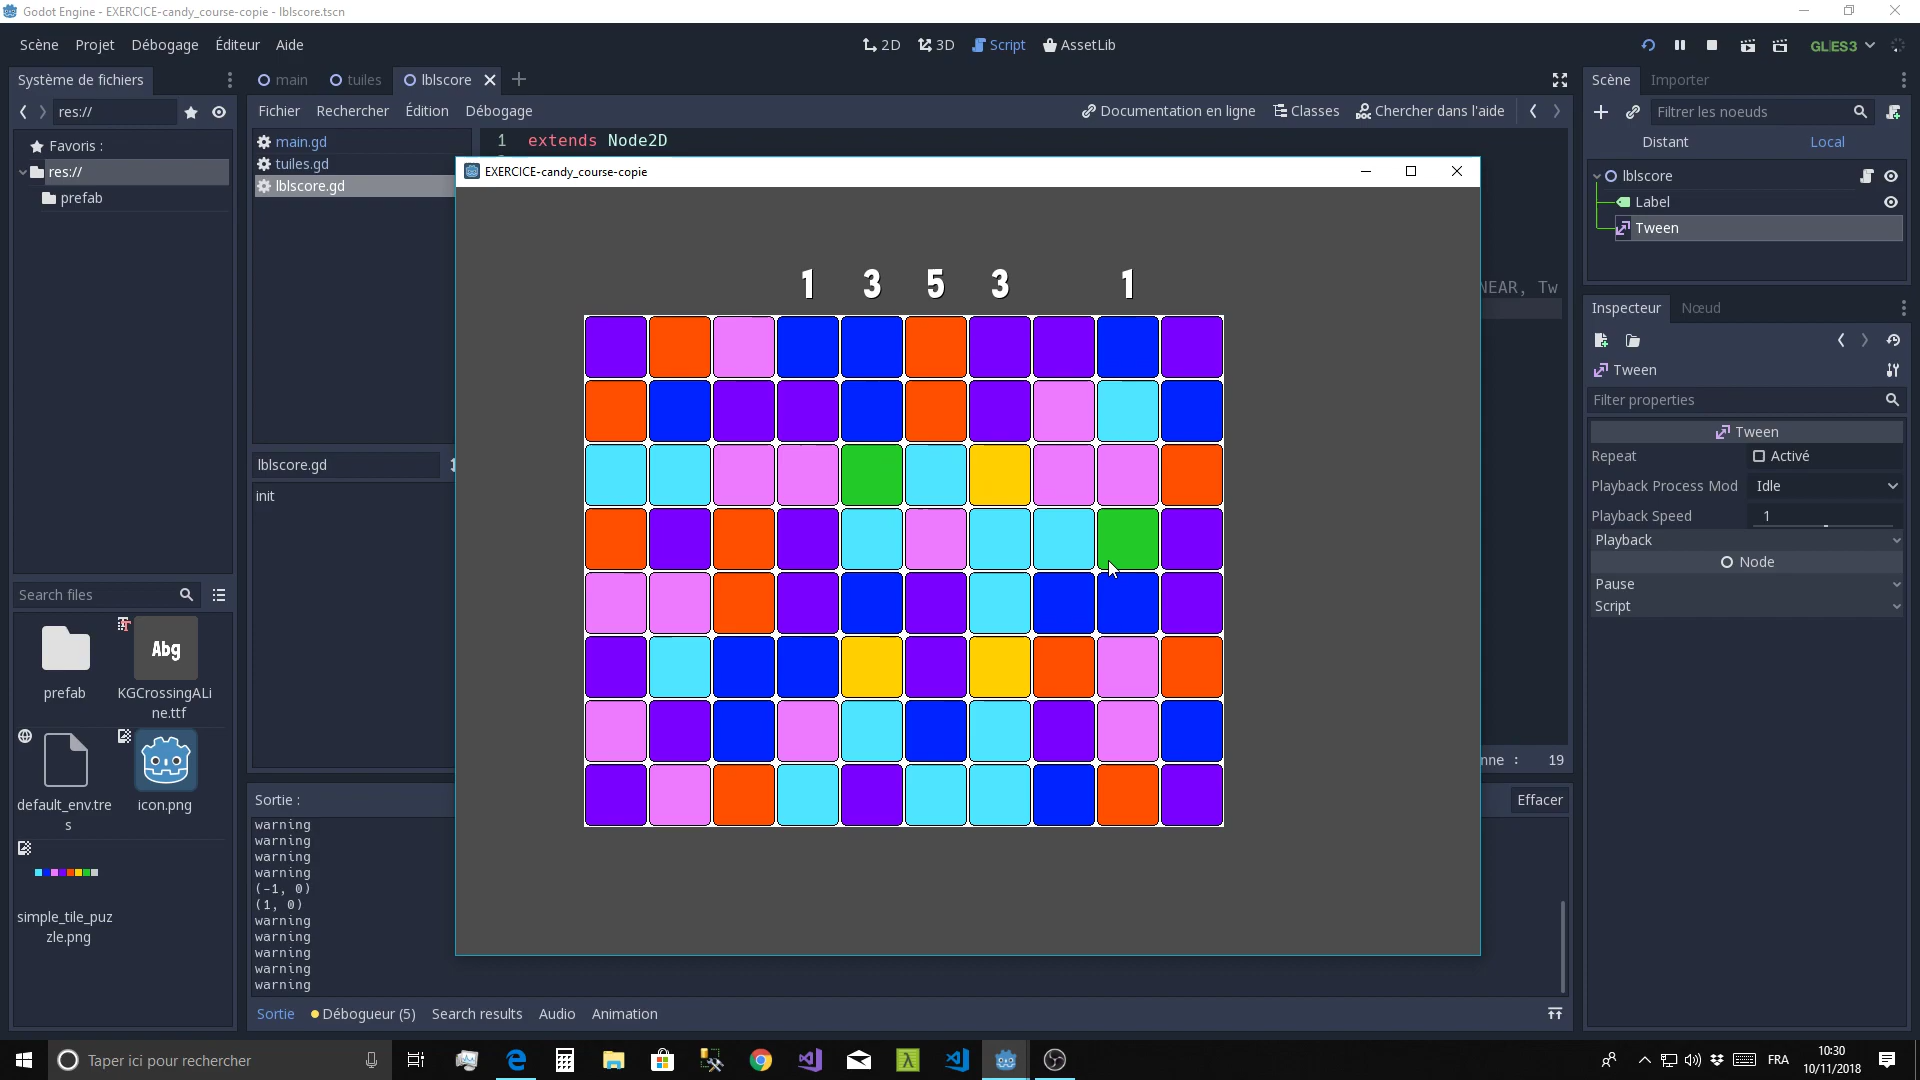 Godot Engine - EXERCICE-candy_course-copie - lblscore.tscn
Scène Projet Débogage Éditeur Aide
2D 3D Script AssetLib
GLES3
Système de fichiers
main tuiles lblscore
Scène Importer
res://
Fichier Rechercher Édition Débogage
Documentation en ligne Classes Chercher dans l'aide
Filtrer les noeuds
Favoris :
res://
prefab
main.gd
tuiles.gd
lblscore.gd
1 extends Node2D
Distant Local
lblscore
Label
Tween
EXERCICE-candy_course-copie
1 3 5 3 1
NEAR, Tw
Inspecteur Nœud
Tween
Filter properties
Tween
Repeat Activé
Playback Process Mod Idle
Playback Speed 1
Playback
Node
Pause
Script
lblscore.gd
init
nne : 19
Search files
prefab
Abg
KGCrossingALi
ne.ttf
default_env.tre
s
icon.png
simple_tile_puz
zle.png
Sortie :
Effacer
warning
warning
warning
warning
(-1, 0)
(1, 0)
warning
warning
warning
warning
warning
Sortie Débogueur (5) Search results Audio Animation
Taper ici pour rechercher
FRA
10:30
10/11/2018